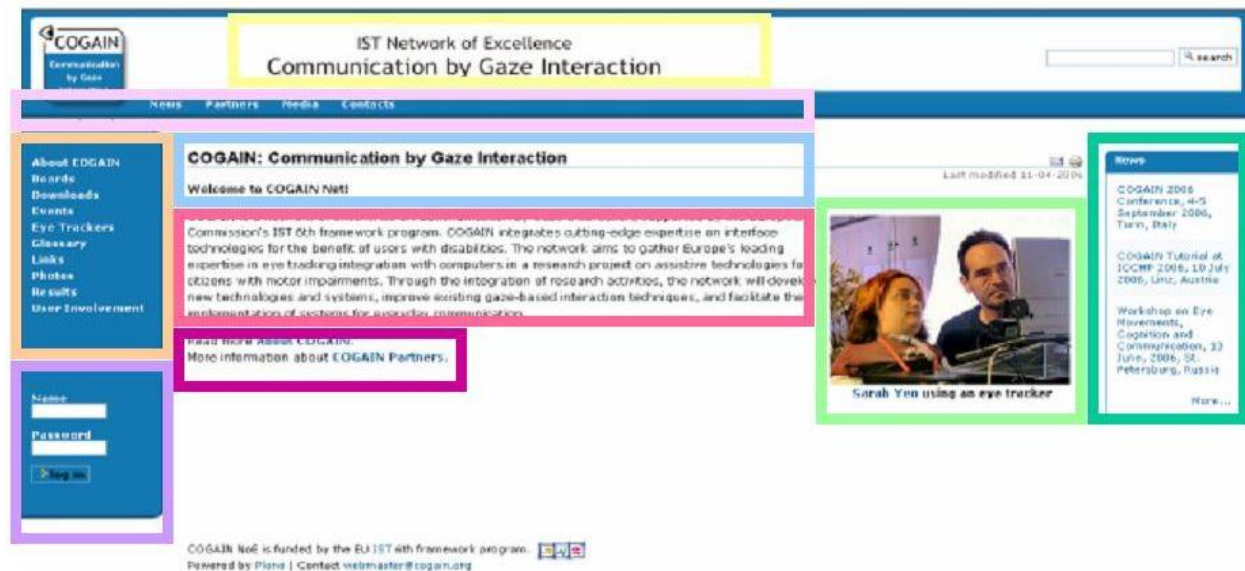 COGAIN
Communication
by Gaze
IST Network of Excellence
Communication by Gaze Interaction
search
News Partners Media Contacts
About COGAIN
Boards
Downloads
Events
Eye Trackers
Glossary
Links
Photos
Results
User Involvement
Name
Password
log in
COGAIN: Communication by Gaze Interaction
Last modified 11-04-2006
Welcome to COGAIN Net!
Commission's IST 6th framework program. COGAIN integrates cutting-edge expertise on interface
technologies for the benefit of users with disabilities. The network aims to gather Europe's leading
expertise in eye tracking integration with computers in a research project on assistive technologies fo
citizens with motor impairments. Through the integration of research activities, the network will develo
new technologies and systems, improve existing gaze-based interaction techniques, and facilitate the
implementation of systems for everyday communication.
Read more About COGAIN.
More information about COGAIN Partners.
Sarah Yeo using an eye tracker
News
COGAIN 2006
Conference, 4-5
September 2006,
Turin, Italy
COGAIN Tutorial at
ICCHP 2006, 10 July
2006, Linz, Austria
Workshop on Eye
Movements,
Cognition and
Communication, 13
June, 2006, St.
Petersburg, Russia
More...
COGAIN NoE is funded by the EU IST 6th framework program.
Powered by Plone | Contact webmaster@cogain.org